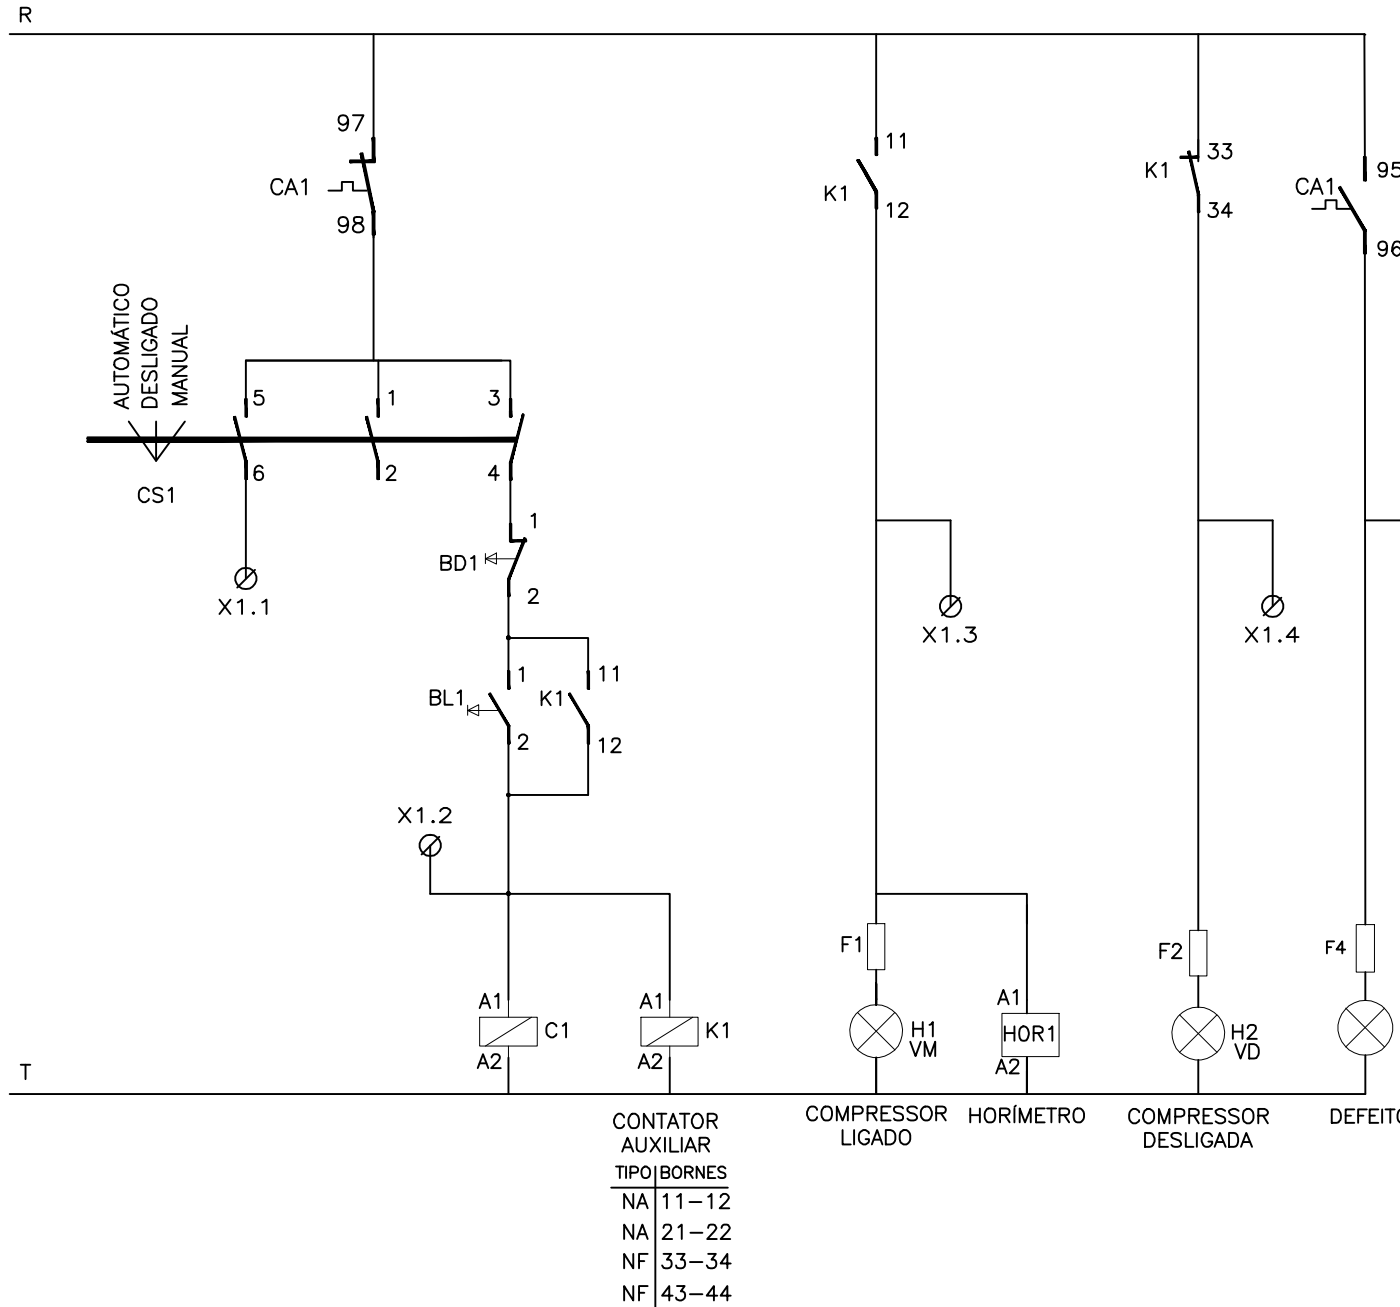 R
97
CA1
98
11
K1
12
33
K1
34
95
CA1
96
AUTOMÁTICO
DESLIGADO
MANUAL
5
1
3
6
2
4
CS1
1
BD1
2
X1.1
X1.3
X1.4
1
11
BL1
K1
2
12
X1.2
F1
F2
F4
A1
C1
A2
A1
K1
A2
H1
VM
A1
HOR1
A2
H2
VD
T
CONTATOR
AUXILIAR
COMPRESSOR
LIGADO
HORÍMETRO
COMPRESSOR
DESLIGADA
DEFEITO
TIPO BORNES
NA 11-12
NA 21-22
NF 33-34
NF 43-44